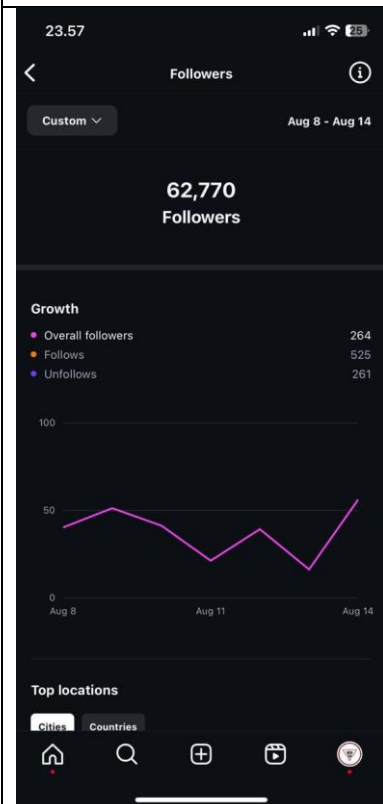 23.57
25
Followers
Custom
Aug 8 - Aug 14
62,770
Followers
Growth
Overall followers 264
Follows 525
Unfollows 261
100
50
0
Aug 8 Aug 11 Aug 14
Top locations
Cities Countries